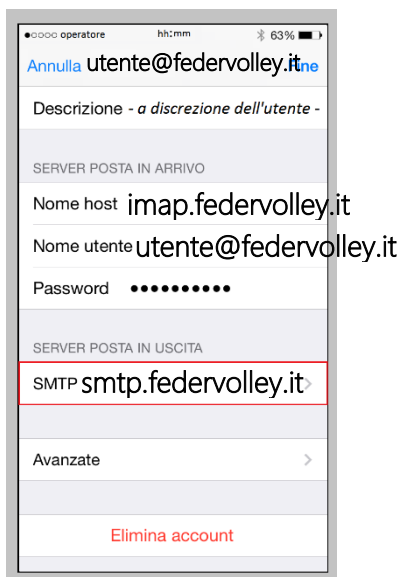 operatore hh:mm 63%
Annulla utente@federvolley.it Fine
Descrizione - a discrezione dell'utente -
SERVER POSTA IN ARRIVO
Nome host imap.federvolley.it
Nome utente utente@federvolley.it
Password ●●●●●●●●●●
SERVER POSTA IN USCITA
SMTP smtp.federvolley.it
Avanzate
Elimina account